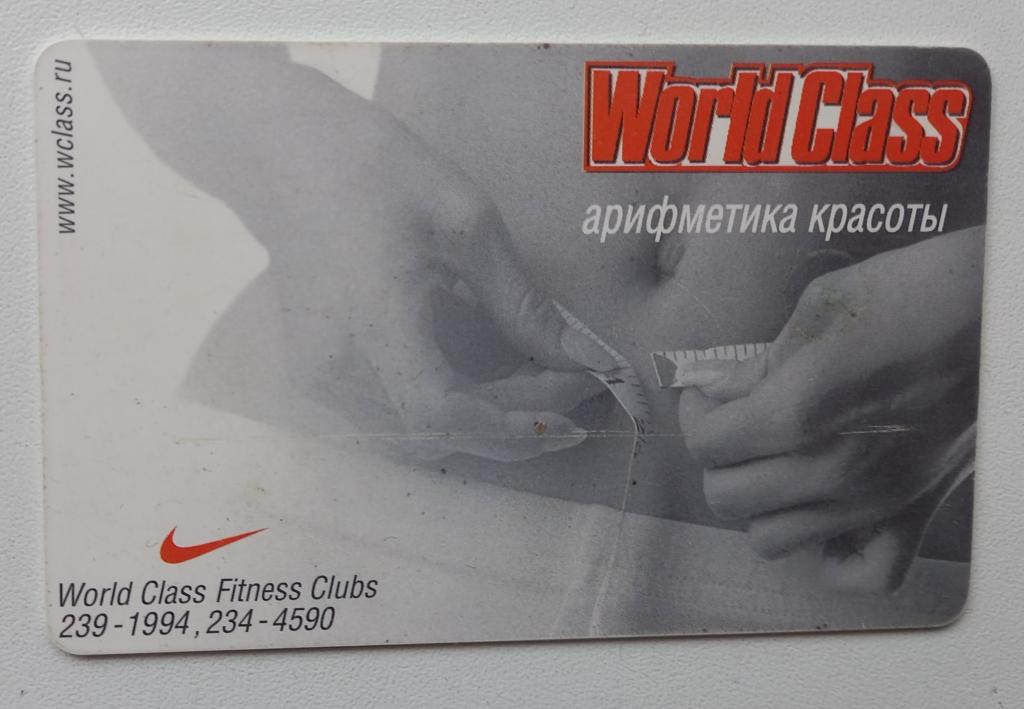 www.wclass.ru
World Class
арифметика красоты
World Class Fitness Clubs
239-1994, 234-4590